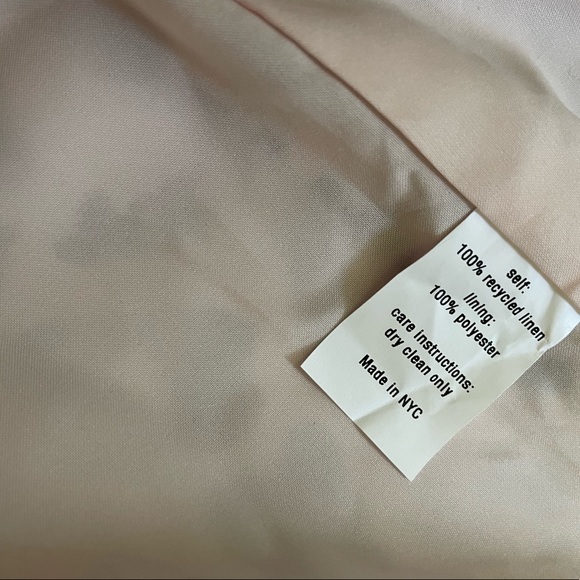 self:
100% recycled linen
lining:
100% polyester
care instructions:
dry clean only
Made in NYC